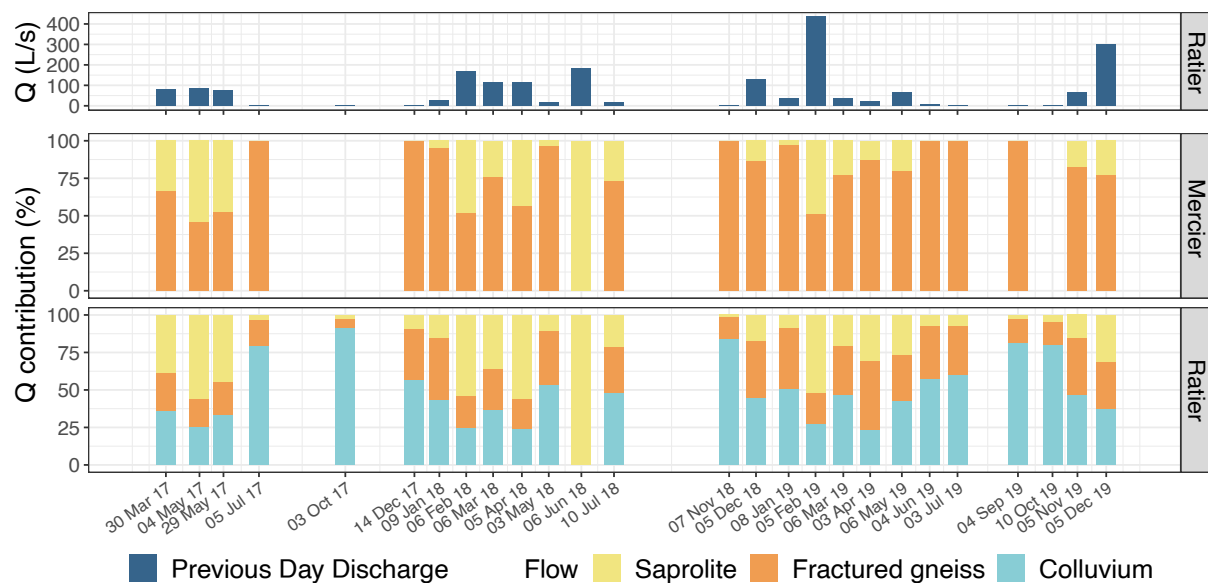 Q (L/s)
400
300
200
100
0
Ratier
Q contribution (%)
100
75
50
25
0
Mercier
100
75
50
25
0
Ratier
30 Mar 17
04 May 17
29 May 17
05 Jul 17
03 Oct 17
14 Dec 17
09 Jan 18
06 Feb 18
06 Mar 18
05 Apr 18
03 May 18
06 Jun 18
10 Jul 18
07 Nov 18
05 Dec 18
08 Jan 19
05 Feb 19
06 Mar 19
03 Apr 19
06 May 19
04 Jun 19
03 Jul 19
04 Sep 19
10 Oct 19
05 Nov 19
05 Dec 19
Previous Day Discharge Flow Saprolite Fractured gneiss Colluvium